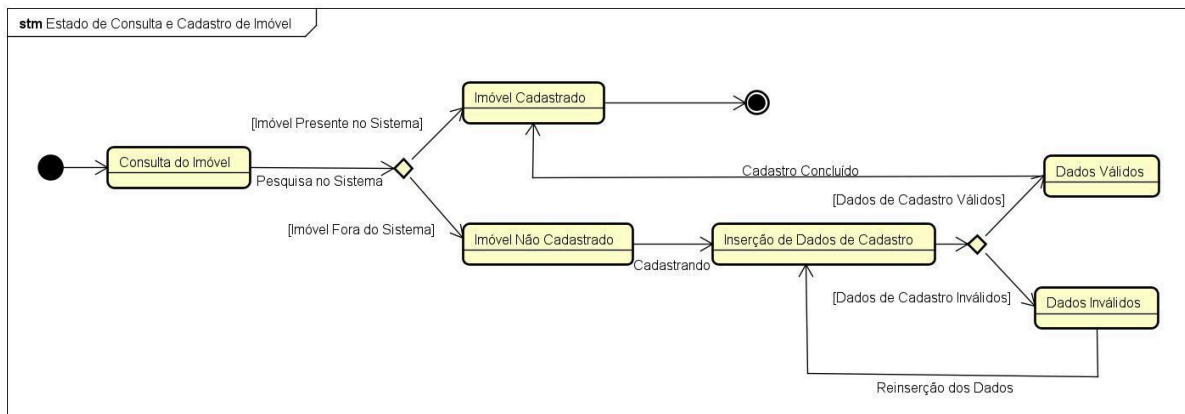 stm Estado de Consulta e Cadastro de Imóvel
Imóvel Cadastrado
[Imóvel Presente no Sistema]
Consulta do Imóvel
Pesquisa no Sistema
Cadastro Concluído
Dados Válidos
[Dados de Cadastro Válidos]
[Imóvel Fora do Sistema]
Imóvel Não Cadastrado
Cadastrando
Inserção de Dados de Cadastro
[Dados de Cadastro Inválidos]
Dados Inválidos
Reinserção dos Dados